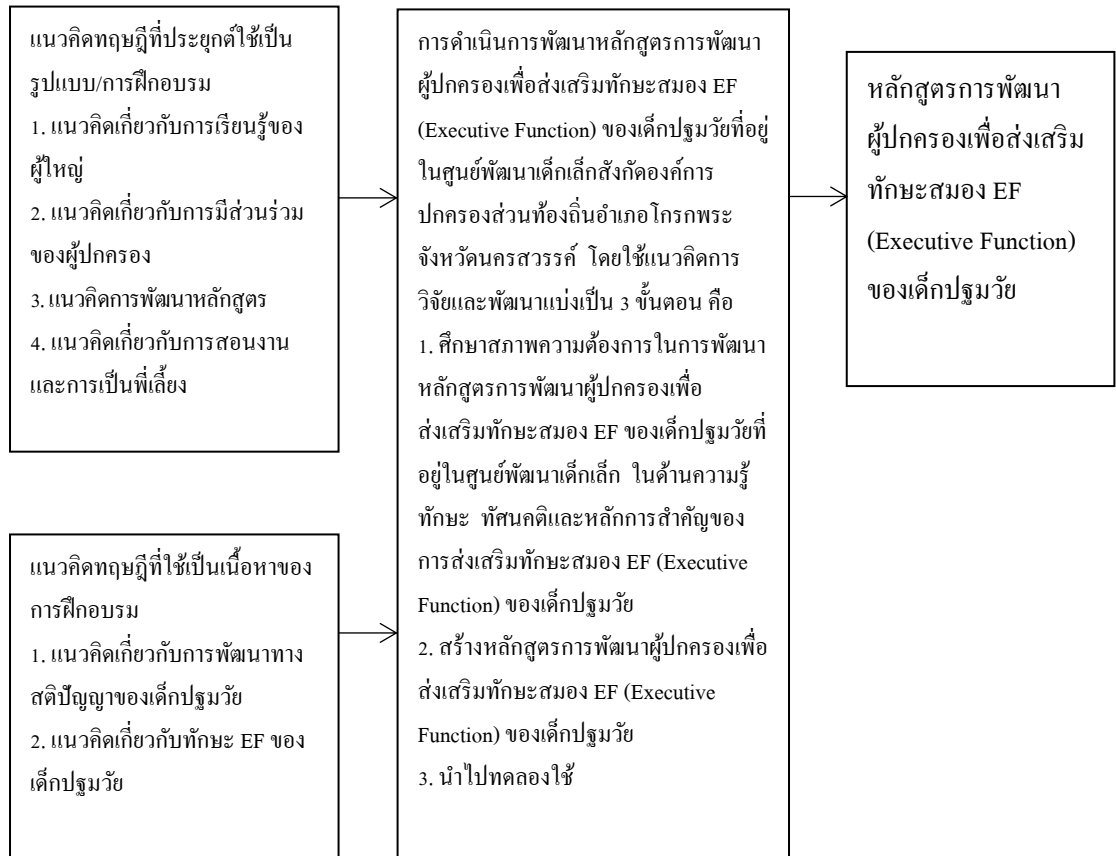 แนวคิดทฤษฎีที่ประยุกต์ใช้เป็น
รูปแบบ/การฝึกอบรม
1. แนวคิดเกี่ยวกับการเรียนรู้ของ
ผู้ใหญ่
2. แนวคิดเกี่ยวกับการมีส่วนร่วม
ของผู้ปกครอง
3. แนวคิดการพัฒนาหลักสูตร
4. แนวคิดเกี่ยวกับการสอนงาน
และการเป็นพี่เลี้ยง
แนวคิดทฤษฎีที่ใช้เป็นเนื้อหาของ
การฝึกอบรม
1. แนวคิดเกี่ยวกับการพัฒนาทาง
สติปัญญาของเด็กปฐมวัย
2. แนวคิดเกี่ยวกับทักษะ EF ของ
เด็กปฐมวัย
การดำเนินการพัฒนาหลักสูตรการพัฒนา
ผู้ปกครองเพื่อส่งเสริมทักษะสมอง EF
(Executive Function) ของเด็กปฐมวัยที่อยู่
ในศูนย์พัฒนาเด็กเล็กสังกัดองค์การ
ปกครองส่วนท้องถิ่นอำเภอโกรกพระ
จังหวัดนครสวรรค์ โดยใช้แนวคิดการ
วิจัยและพัฒนาแบ่งเป็น 3 ขั้นตอน คือ
1. ศึกษาสภาพความต้องการในการพัฒนา
หลักสูตรการพัฒนาผู้ปกครองเพื่อ
ส่งเสริมทักษะสมอง EF ของเด็กปฐมวัยที่
อยู่ในศูนย์พัฒนาเด็กเล็ก ในด้านความรู้
ทักษะ ทัศนคติและหลักการสำคัญของ
การส่งเสริมทักษะสมอง EF (Executive
Function) ของเด็กปฐมวัย
2. สร้างหลักสูตรการพัฒนาผู้ปกครองเพื่อ
ส่งเสริมทักษะสมอง EF (Executive
Function) ของเด็กปฐมวัย
3. นำไปทดลองใช้
หลักสูตรการพัฒนา
ผู้ปกครองเพื่อส่งเสริม
ทักษะสมอง EF
(Executive Function)
ของเด็กปฐมวัย